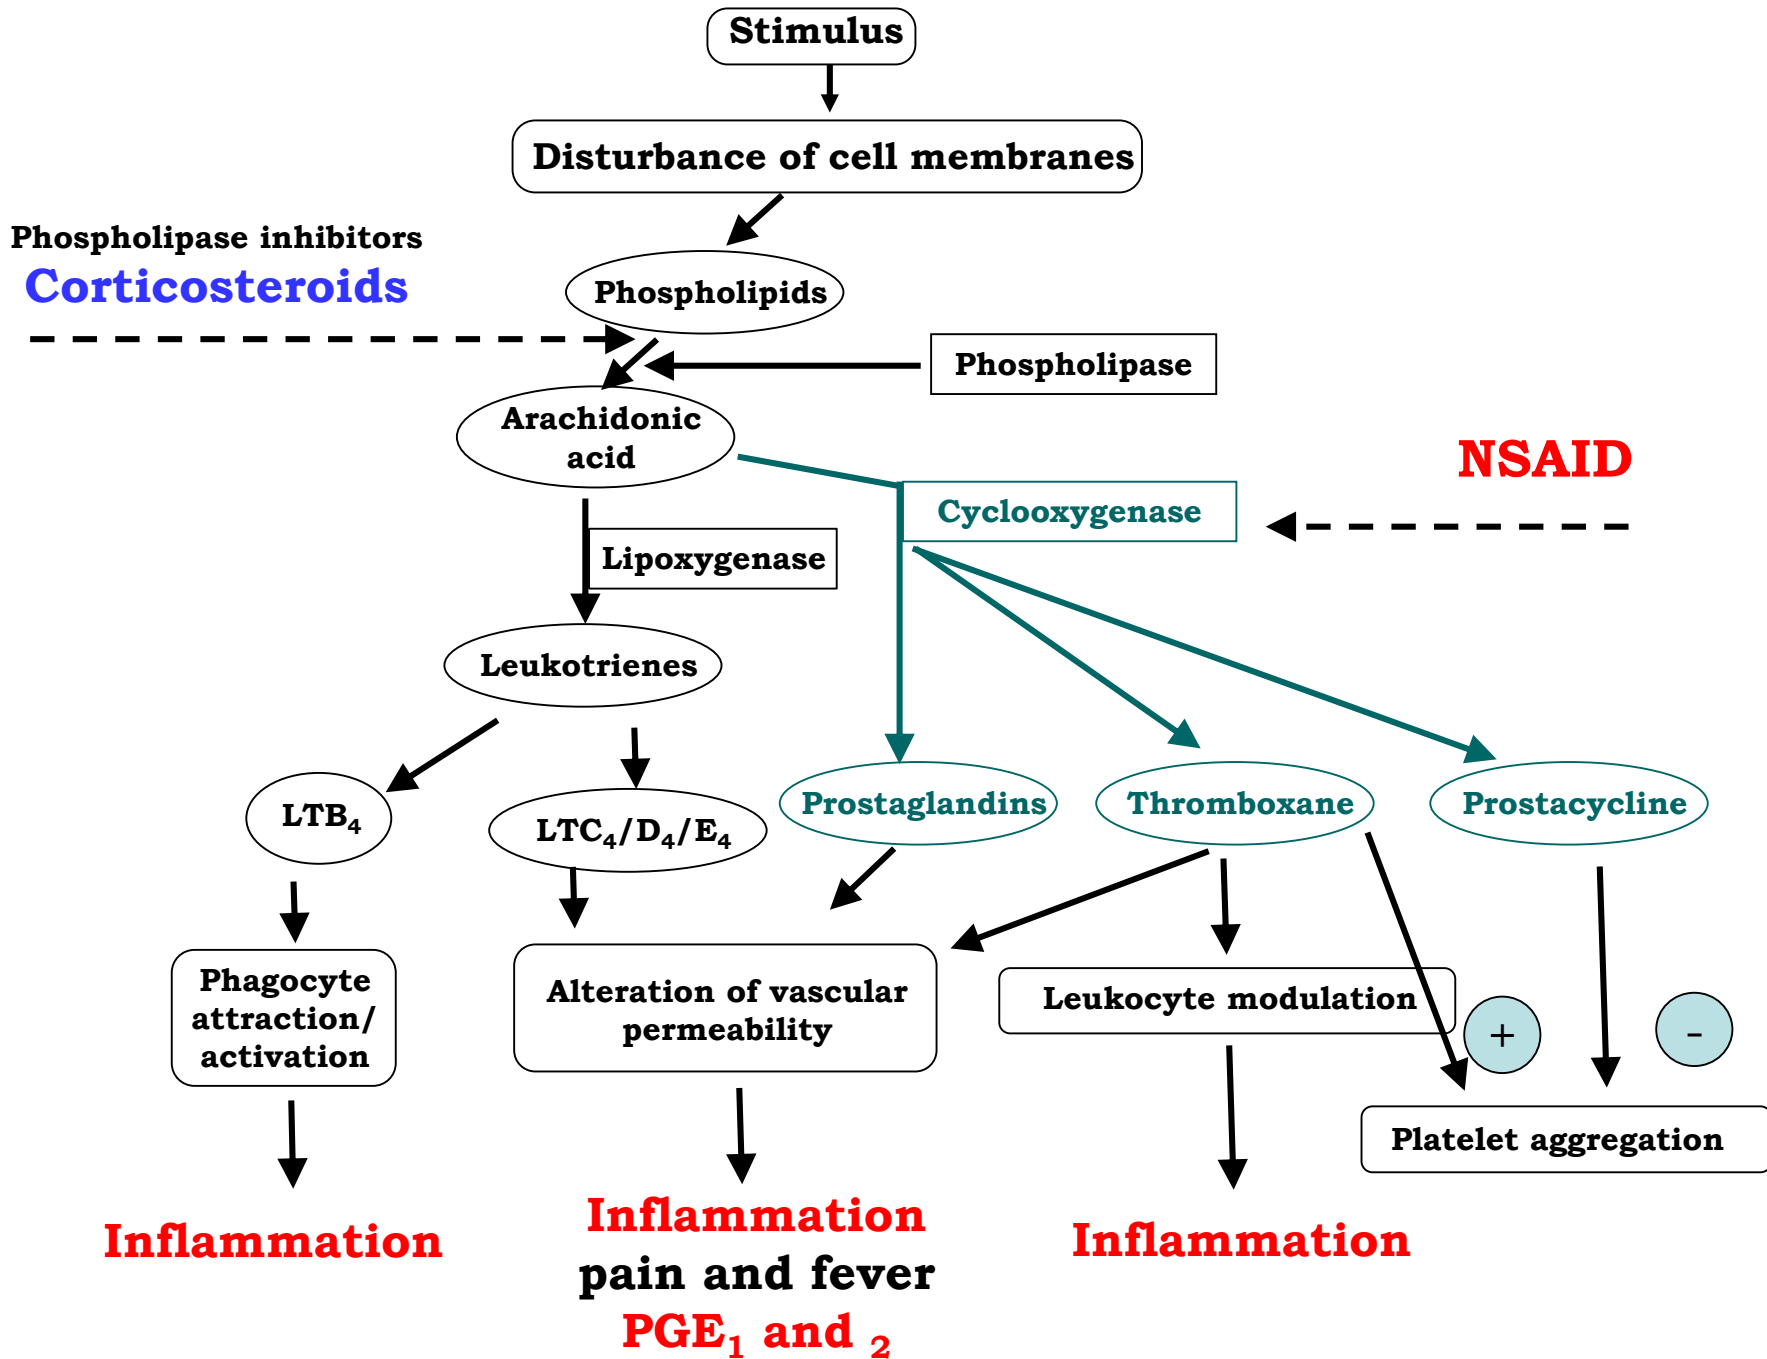 Stimulus
Disturbance of cell membranes
Phospholipase inhibitors
Corticosteroids
Phospholipids
Phospholipase
Arachidonic
acid
NSAID
Cyclooxygenase
Lipoxygenase
Leukotrienes
LTB₄
LTC₄/D₄/E₄
Prostaglandins
Thromboxane
Prostacycline
Phagocyte
attraction/
activation
Alteration of vascular
permeability
Leukocyte modulation
+
-
Platelet aggregation
Inflammation
Inflammation
pain and fever
PGE₁ and ₂
Inflammation